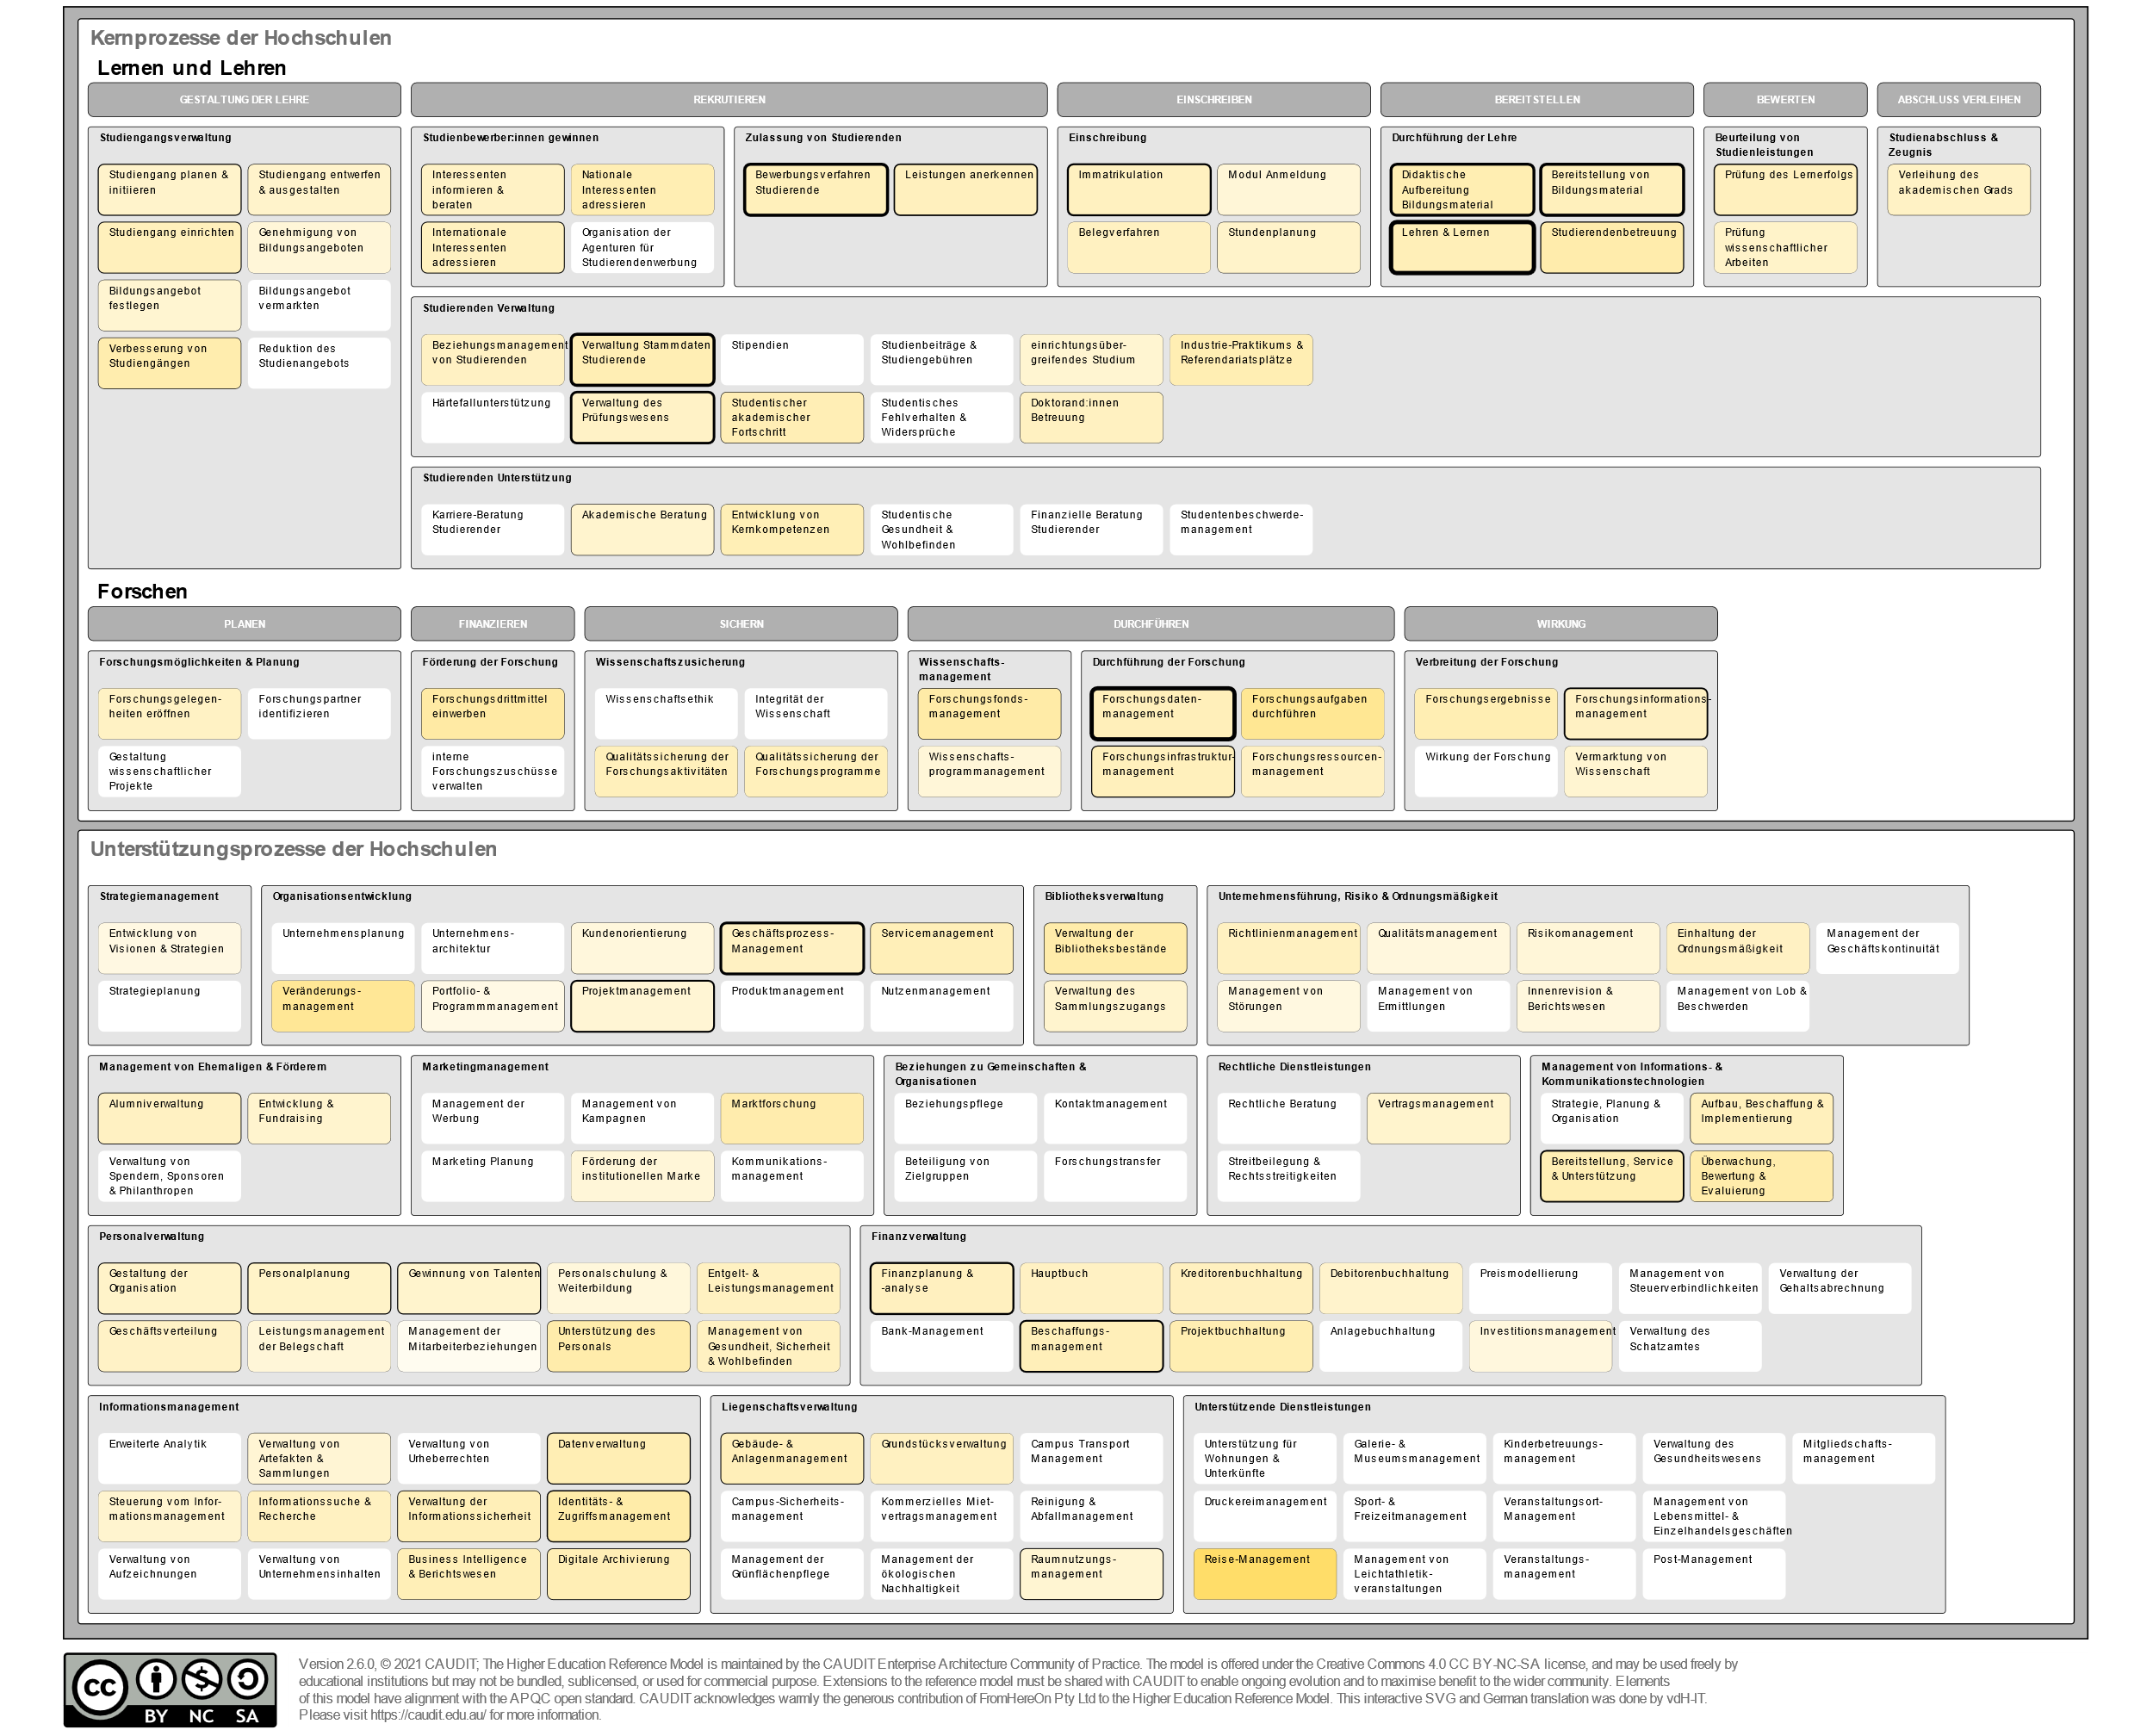 Kernprozesse der Hochschulen
Lernen und Lehren
GESTALTUNG DER LEHRE
REKRUTIEREN
EINSCHREIBEN
BEREITSTELLEN
BEWERTEN
ABSCHLUSS VERLEIHEN
Studiengangsverwaltung
Studiengang planen &
initiieren
Studiengang entwerfen
& ausgestalten
Studiengang einrichten
Genehmigung von
Bildungsangeboten
Bildungsangebot
festlegen
Bildungsangebot
vermarkten
Verbesserung von
Studiengängen
Reduktion des
Studienangebots
Studienbewerber:innen gewinnen
Interessenten
informieren &
beraten
Nationale
Interessenten
adressieren
Internationale
Interessenten
adressieren
Organisation der
Agenturen für
Studierendenwerbung
Zulassung von Studierenden
Bewerbungsverfahren
Studierende
Leistungen anerkennen
Einschreibung
Immatrikulation
Modul Anmeldung
Belegverfahren
Stundenplanung
Durchführung der Lehre
Didaktische
Aufbereitung
Bildungsmaterial
Bereitstellung von
Bildungsmaterial
Lehren & Lernen
Studierendenbetreuung
Beurteilung von
Studienleistungen
Prüfung des Lernerfolgs
Prüfung
wissenschaftlicher
Arbeiten
Studienabschluss &
Zeugnis
Verleihung des
akademischen Grads
Studierenden Verwaltung
Beziehungsmanagement
von Studierenden
Verwaltung Stammdaten
Studierende
Stipendien
Studienbeiträge &
Studiengebühren
einrichtungsüber-
greifendes Studium
Industrie-Praktikums &
Referendariatsplätze
Härtefallunterstützung
Verwaltung des
Prüfungswesens
Studentischer
akademischer
Fortschritt
Studentisches
Fehlverhalten &
Widersprüche
Doktorand:innen
Betreuung
Studierenden Unterstützung
Karriere-Beratung
Studierender
Akademische Beratung
Entwicklung von
Kernkompetenzen
Studentische
Gesundheit &
Wohlbefinden
Finanzielle Beratung
Studierender
Studentenbeschwerde-
management
Forschen
PLANEN
FINANZIEREN
SICHERN
DURCHFÜHREN
WIRKUNG
Forschungsmöglichkeiten & Planung
Forschungsgelegen-
heiten eröffnen
Forschungspartner
identifizieren
Gestaltung
wissenschaftlicher
Projekte
Förderung der Forschung
Forschungsdrittmittel
einwerben
interne
Forschungszuschüsse
verwalten
Wissenschaftszusicherung
Wissenschaftsethik
Integrität der
Wissenschaft
Qualitätssicherung der
Forschungsaktivitäten
Qualitätssicherung der
Forschungsprogramme
Wissenschafts-
management
Forschungsfonds-
management
Wissenschafts-
programmanagement
Durchführung der Forschung
Forschungsdaten-
management
Forschungsaufgaben
durchführen
Forschungsinfrastruktur-
management
Forschungsressourcen-
management
Verbreitung der Forschung
Forschungsergebnisse
Forschungsinformations-
management
Wirkung der Forschung
Vermarktung von
Wissenschaft
Unterstützungsprozesse der Hochschulen
Strategiemanagement
Entwicklung von
Visionen & Strategien
Strategieplanung
Organisationsentwicklung
Unternehmensplanung
Unternehmens-
architektur
Kundenorientierung
Geschäftsprozess-
Management
Servicemanagement
Veränderungs-
management
Portfolio- &
Programmmanagement
Projektmanagement
Produktmanagement
Nutzenmanagement
Bibliotheksverwaltung
Verwaltung der
Bibliotheksbestände
Verwaltung des
Sammlungszugangs
Unternehmensführung, Risiko & Ordnungsmäßigkeit
Richtlinienmanagement
Qualitätsmanagement
Risikomanagement
Einhaltung der
Ordnungsmäßigkeit
Management der
Geschäftskontinuität
Management von
Störungen
Management von
Ermittlungen
Innenrevision &
Berichtswesen
Management von Lob &
Beschwerden
Management von Ehemaligen & Förderern
Alumniverwaltung
Entwicklung &
Fundraising
Verwaltung von
Spendern, Sponsoren
& Philanthropen
Marketingmanagement
Management der
Werbung
Management von
Kampagnen
Marktforschung
Marketing Planung
Förderung der
institutionellen Marke
Kommunikations-
management
Beziehungen zu Gemeinschaften &
Organisationen
Beziehungspflege
Kontaktmanagement
Beteiligung von
Zielgruppen
Forschungstransfer
Rechtliche Dienstleistungen
Rechtliche Beratung
Vertragsmanagement
Streitbeilegung &
Rechtsstreitigkeiten
Management von Informations- &
Kommunikationstechnologien
Strategie, Planung &
Organisation
Aufbau, Beschaffung &
Implementierung
Bereitstellung, Service
& Unterstützung
Überwachung,
Bewertung &
Evaluierung
Personalverwaltung
Gestaltung der
Organisation
Personalplanung
Gewinnung von Talenten
Personalschulung &
Weiterbildung
Entgelt- &
Leistungsmanagement
Geschäftsverteilung
Leistungsmanagement
der Belegschaft
Management der
Mitarbeiterbeziehungen
Unterstützung des
Personals
Management von
Gesundheit, Sicherheit
& Wohlbefinden
Finanzverwaltung
Finanzplanung &
-analyse
Hauptbuch
Kreditorenbuchhaltung
Debitorenbuchhaltung
Preismodellierung
Management von
Steuerverbindlichkeiten
Verwaltung der
Gehaltsabrechnung
Bank-Management
Beschaffungs-
management
Projektbuchhaltung
Anlagebuchhaltung
Investitionsmanagement
Verwaltung des
Schatzamtes
Informationsmanagement
Erweiterte Analytik
Verwaltung von
Artefakten &
Sammlungen
Verwaltung von
Urheberrechten
Datenverwaltung
Steuerung vom Infor-
mationsmanagement
Informationssuche &
Recherche
Verwaltung der
Informationssicherheit
Identitäts- &
Zugriffsmanagement
Verwaltung von
Aufzeichnungen
Verwaltung von
Unternehmensinhalten
Business Intelligence
& Berichtswesen
Digitale Archivierung
Liegenschaftsverwaltung
Gebäude- &
Anlagenmanagement
Grundstücksverwaltung
Campus Transport
Management
Campus-Sicherheits-
management
Kommerzielles Miet-
vertragsmanagement
Reinigung &
Abfallmanagement
Management der
Grünflächenpflege
Management der
ökologischen
Nachhaltigkeit
Raumnutzungs-
management
Unterstützende Dienstleistungen
Unterstützung für
Wohnungen &
Unterkünfte
Galerie- &
Museumsmanagement
Kinderbetreuungs-
management
Verwaltung des
Gesundheitswesens
Mitgliedschafts-
management
Druckereimanagement
Sport- &
Freizeitmanagement
Veranstaltungsort-
Management
Management von
Lebensmittel- &
Einzelhandelsgeschäften
Reise-Management
Management von
Leichtathletik-
veranstaltungen
Veranstaltungs-
management
Post-Management
CC
BY NC SA
Version 2.6.0, © 2021 CAUDIT; The Higher Education Reference Model is maintained by the CAUDIT Enterprise Architecture Community of Practice. The model is offered under the Creative Commons 4.0 CC BY-NC-SA license, and may be used freely by
educational institutions but may not be bundled, sublicensed, or used for commercial purpose. Extensions to the reference model must be shared with CAUDIT to enable ongoing evolution and to maximise benefit to the wider community. Elements
of this model have alignment with the APQC open standard. CAUDIT acknowledges warmly the generous contribution of FromHereOn Pty Ltd to the Higher Education Reference Model. This interactive SVG and German translation was done by vdH-IT.
Please visit https://caudit.edu.au/ for more information.